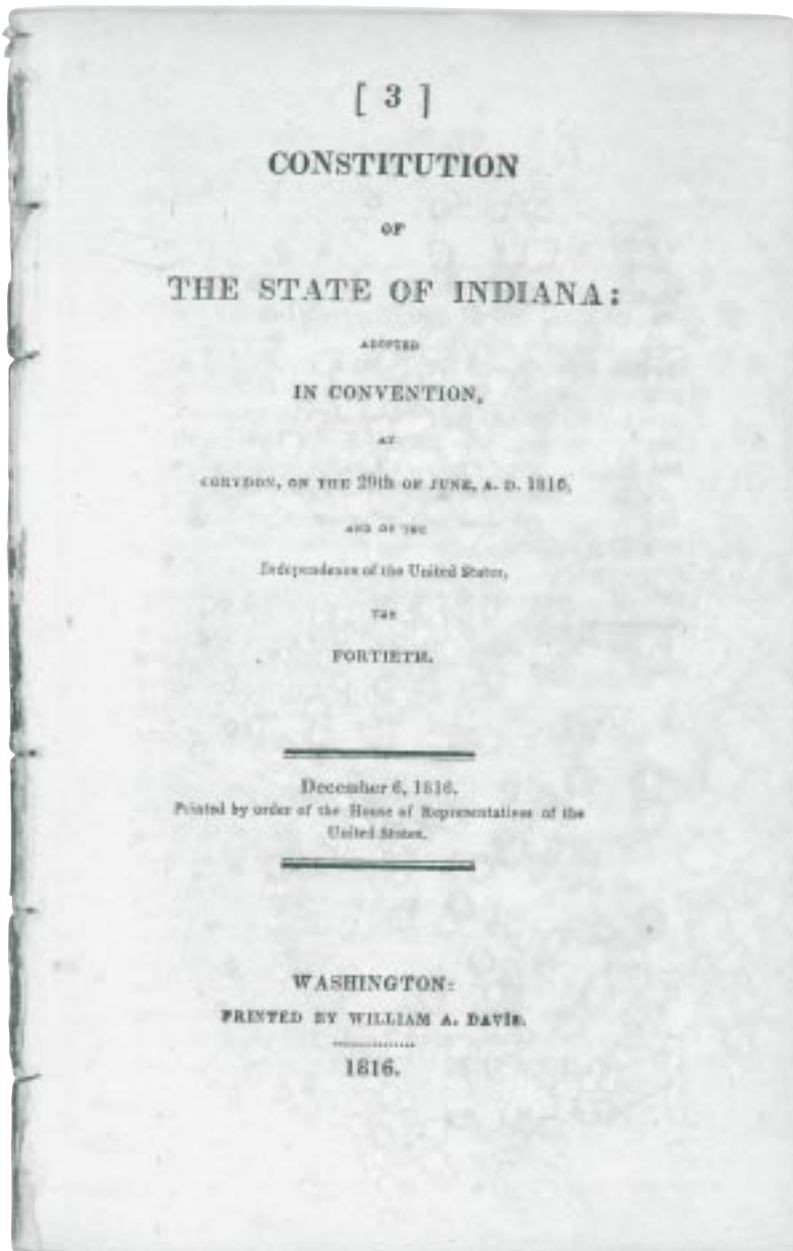 [ 3 ]
CONSTITUTION
OF
THE STATE OF INDIANA:
ADOPTED
IN CONVENTION,
AT
CORYDON, ON THE 29th OF JUNE, A. D. 1816,
AND OF THE
Independence of the United States,
THE
FORTIETH.
December 6, 1816.
Printed by order of the House of Representatives of the
United States.
WASHINGTON:
PRINTED BY WILLIAM A. DAVIS.
1816.